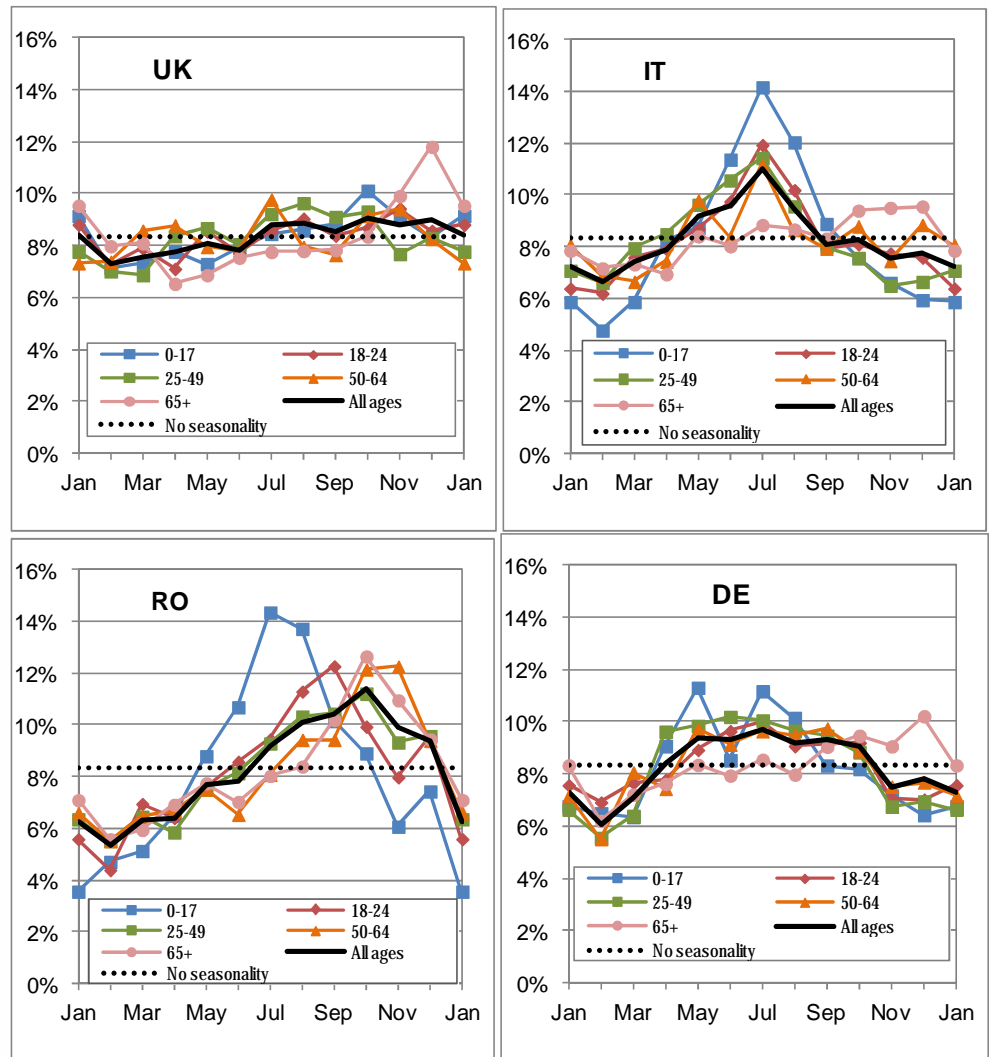 UK
16%
14%
12%
10%
8%
6%
4%
2%
0%
0-17 18-24
25-49 50-64
65+ All ages
No seasonality
Jan Mar May Jul Sep Nov Jan
IT
16%
14%
12%
10%
8%
6%
4%
2%
0%
0-17 18-24
25-49 50-64
65+ All ages
No seasonality
Jan Mar May Jul Sep Nov Jan
RO
16%
14%
12%
10%
8%
6%
4%
2%
0%
0-17 18-24
25-49 50-64
65+ All ages
No seasonality
Jan Mar May Jul Sep Nov Jan
DE
16%
14%
12%
10%
8%
6%
4%
2%
0%
0-17 18-24
25-49 50-64
65+ All ages
No seasonality
Jan Mar May Jul Sep Nov Jan